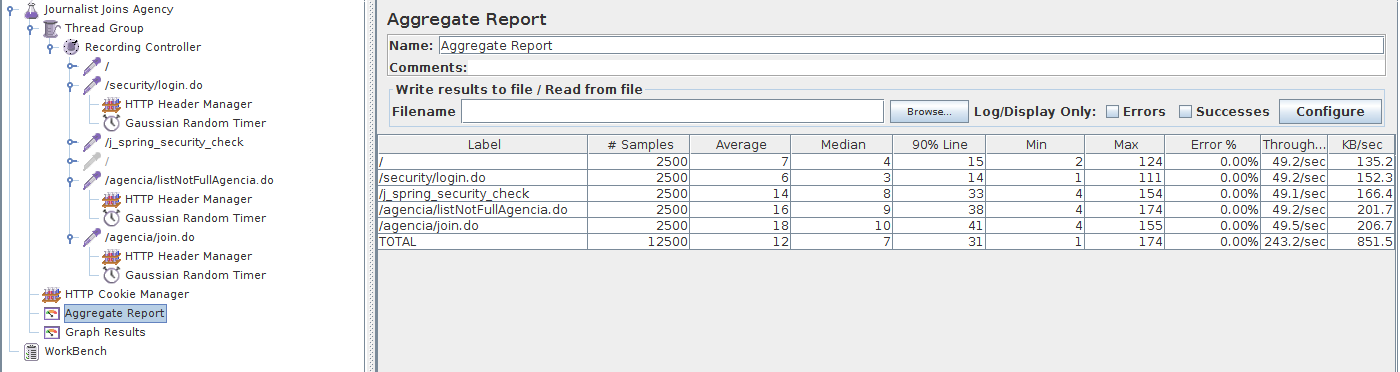 Journalist Joins Agency
Thread Group
Recording Controller
/
/security/login.do
HTTP Header Manager
Gaussian Random Timer
/j_spring_security_check
/
/agencia/listNotFullAgencia.do
HTTP Header Manager
Gaussian Random Timer
/agencia/join.do
HTTP Header Manager
Gaussian Random Timer
HTTP Cookie Manager
Aggregate Report
Graph Results
WorkBench
Aggregate Report
Name: Aggregate Report
Comments:
Write results to file / Read from file
Filename Browse... Log/Display Only: Errors Successes Configure
Label # Samples Average Median 90% Line Min Max Error % Through... KB/sec
/ 2500 7 4 15 2 124 0.00% 49.2/sec 135.2
/security/login.do 2500 6 3 14 1 111 0.00% 49.2/sec 152.3
/j_spring_security_check 2500 14 8 33 4 154 0.00% 49.1/sec 166.4
/agencia/listNotFullAgencia.do 2500 16 9 38 4 174 0.00% 49.2/sec 201.7
/agencia/join.do 2500 18 10 41 4 155 0.00% 49.5/sec 206.7
TOTAL 12500 12 7 31 1 174 0.00% 243.2/sec 851.5